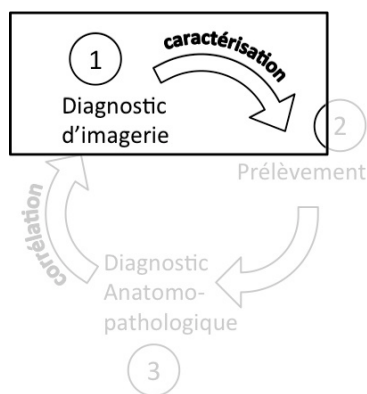 1
caractérisation
Diagnostic
d'imagerie
2
Prélèvement
corrélation
Diagnostic
Anatomo-
pathologique
3